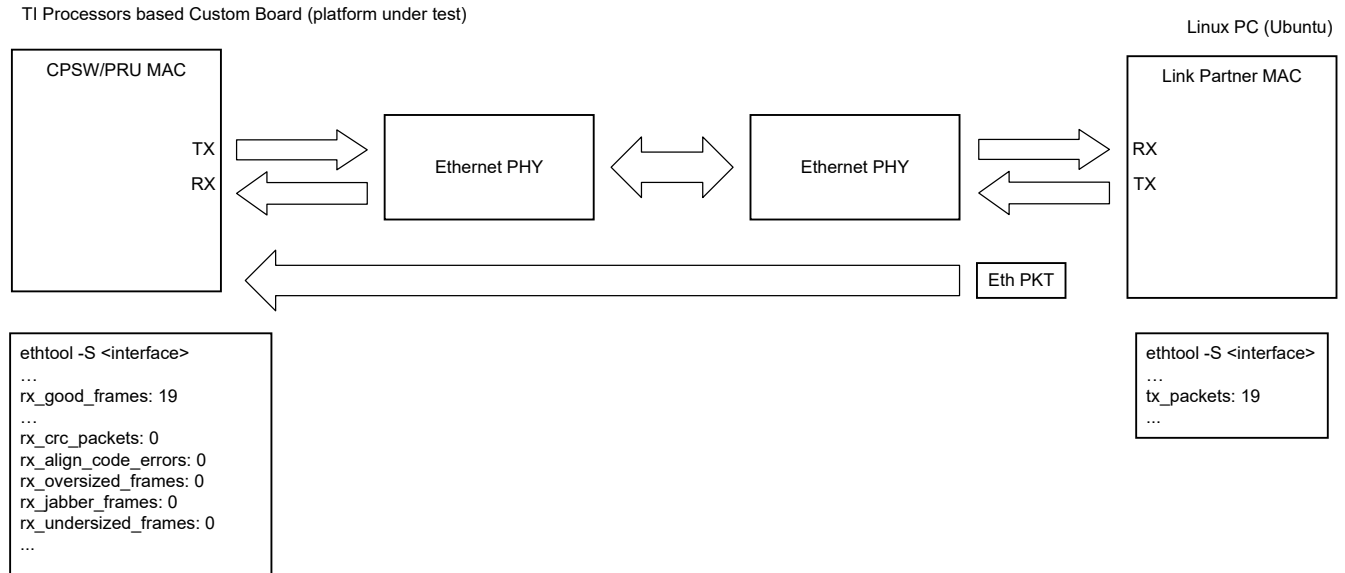 TI Processors based Custom Board (platform under test)
Linux PC (Ubuntu)
CPSW/PRU MAC
TX
RX
Ethernet PHY
Ethernet PHY
Link Partner MAC
RX
TX
Eth PKT
ethtool -S <interface>
…
rx_good_frames: 19
…
rx_crc_packets: 0
rx_align_code_errors: 0
rx_oversized_frames: 0
rx_jabber_frames: 0
rx_undersized_frames: 0
...
ethtool -S <interface>
…
tx_packets: 19
...